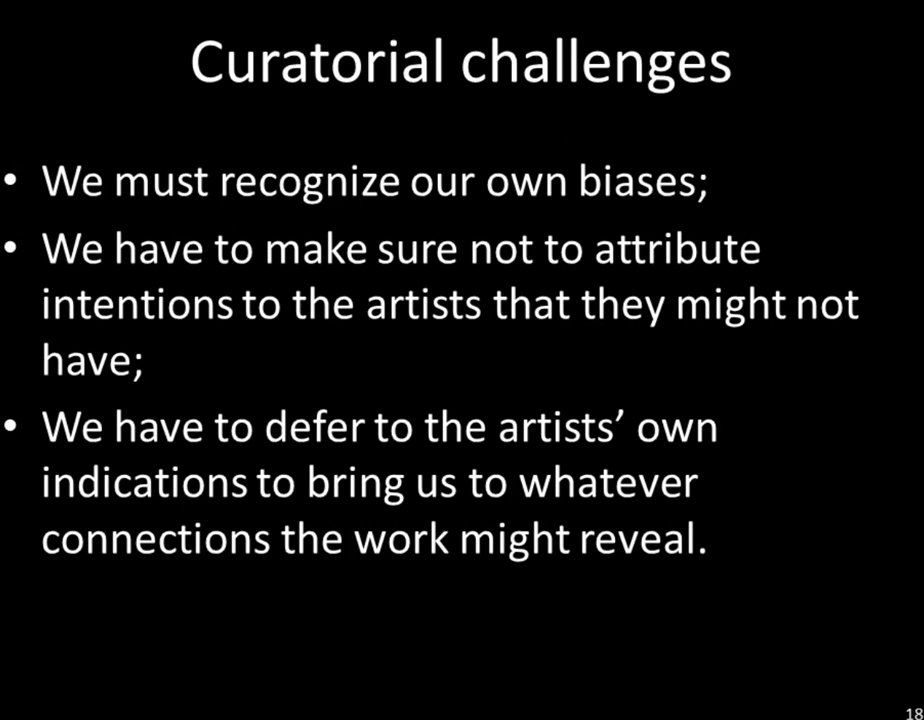 Curatorial challenges
• We must recognize our own biases;
• We have to make sure not to attribute
intentions to the artists that they might not
have;
• We have to defer to the artists’ own
indications to bring us to whatever
connections the work might reveal.
18